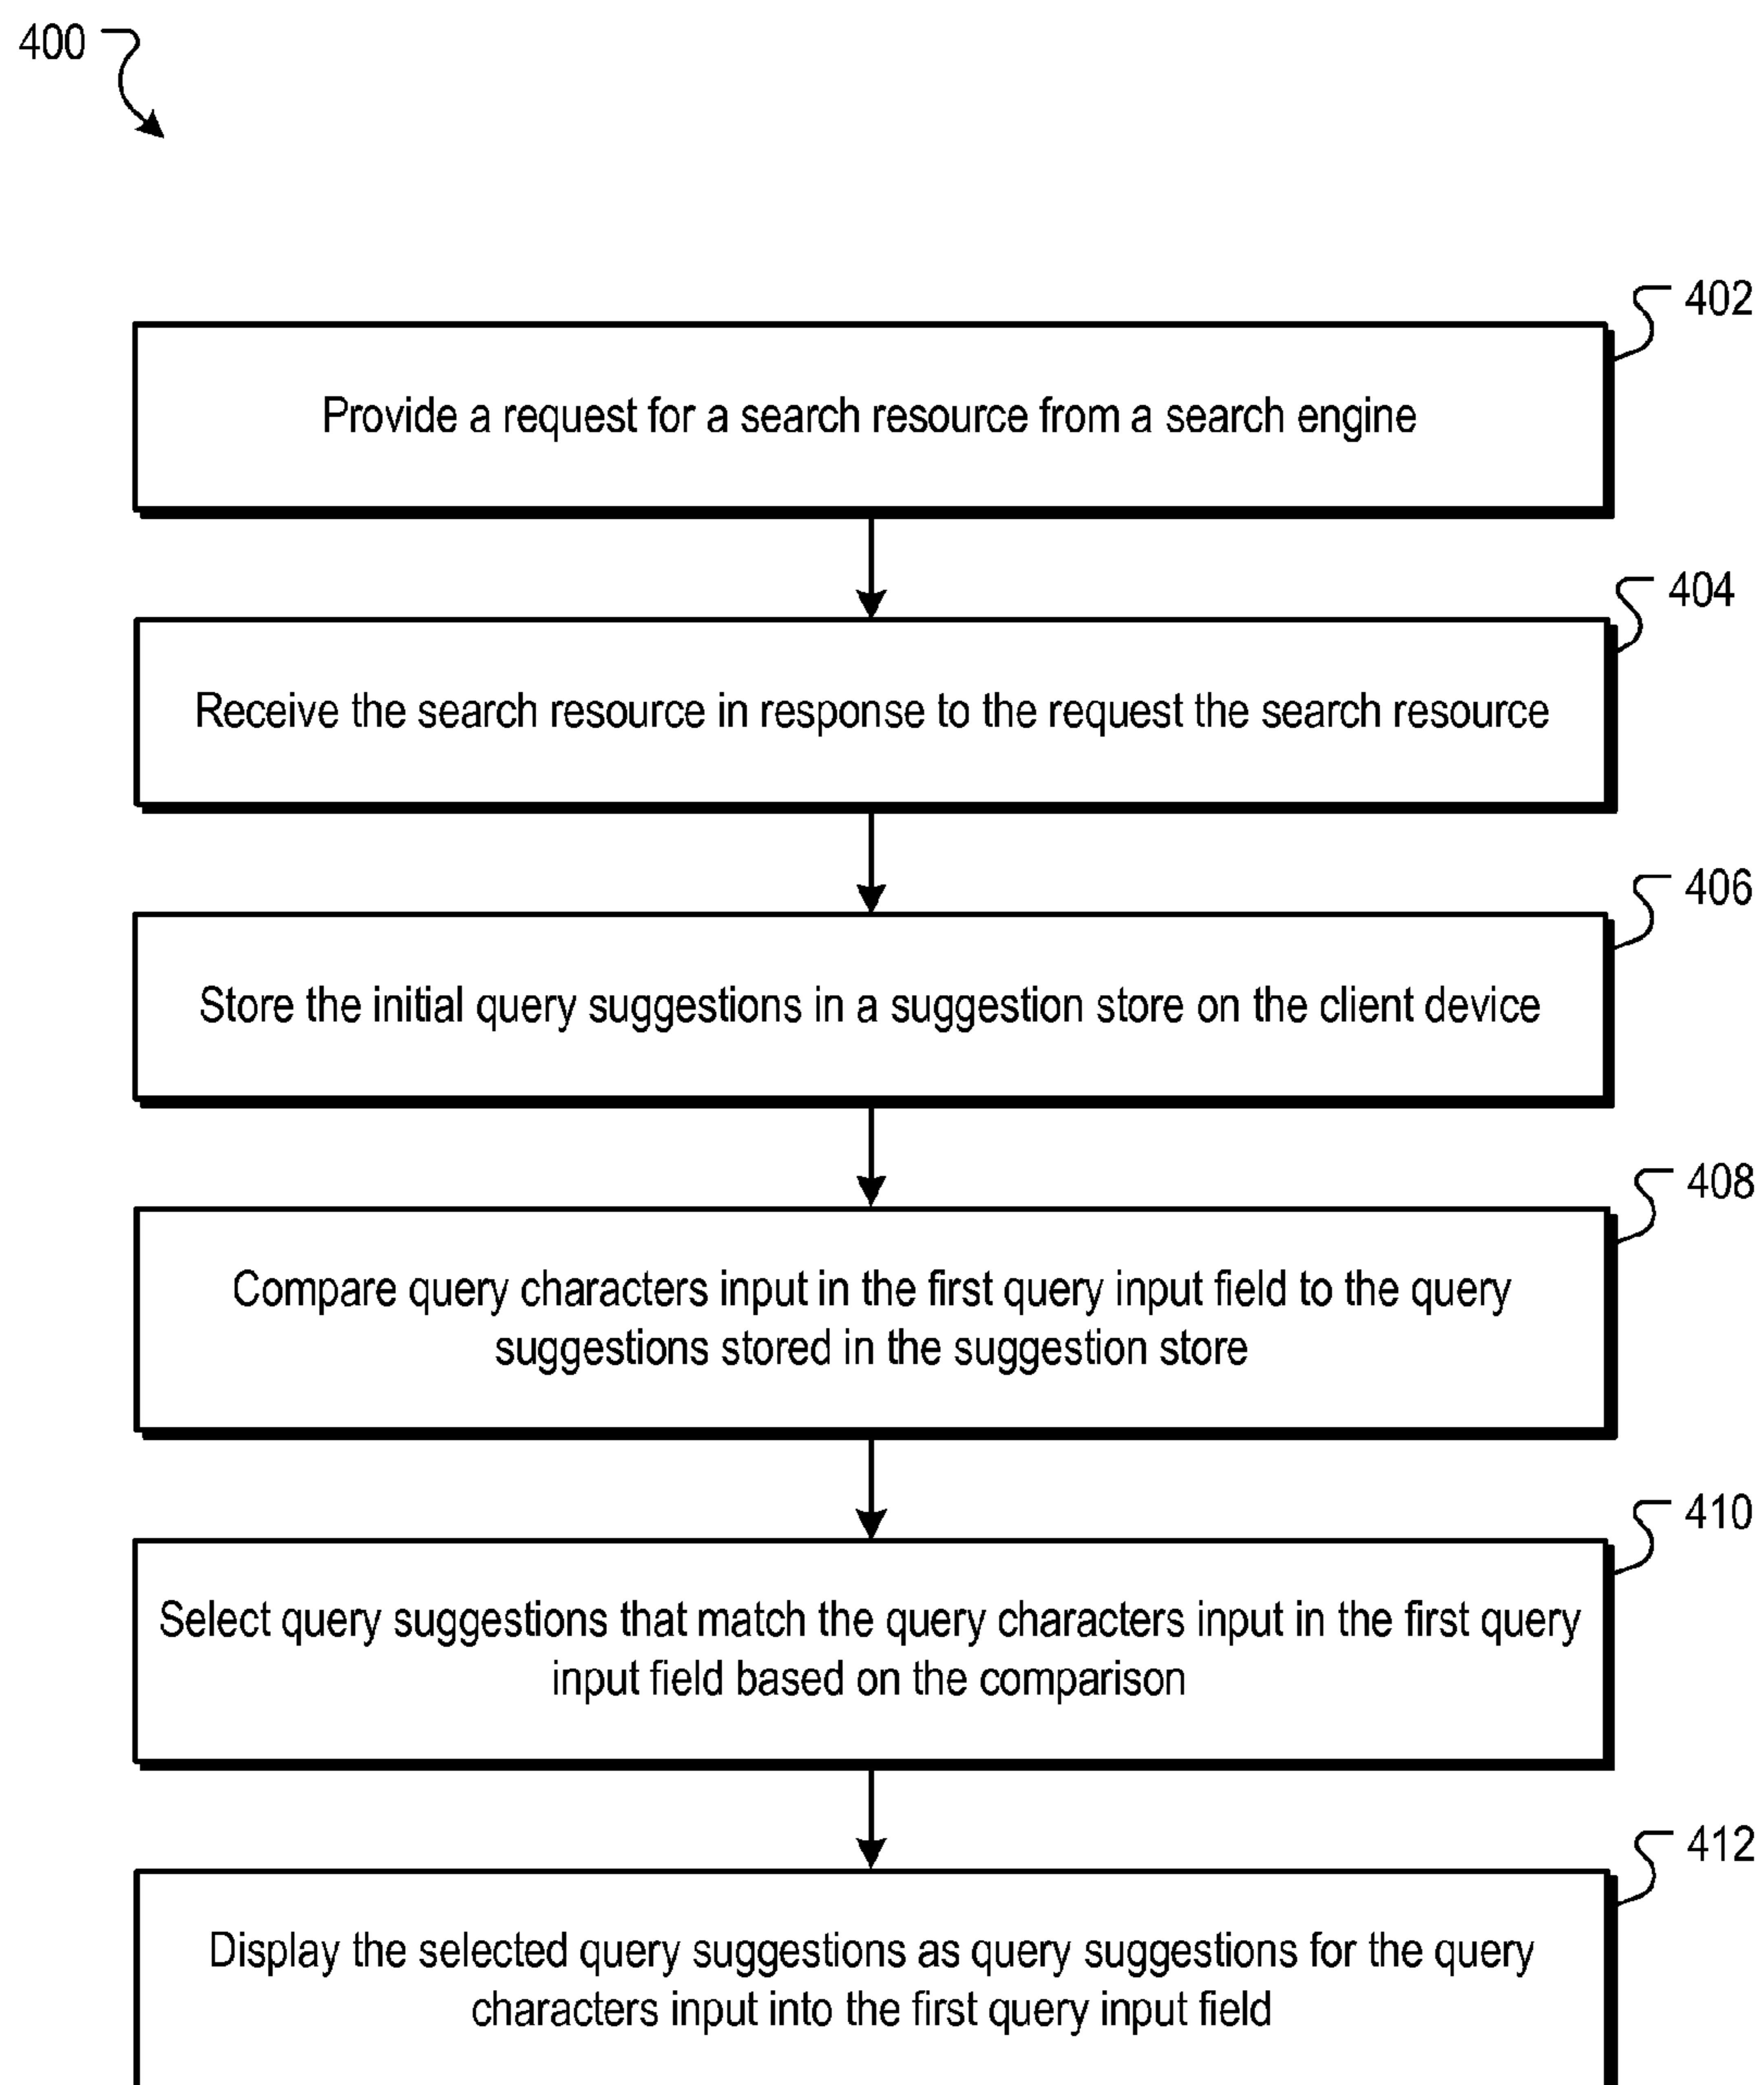 400
402
Provide a request for a search resource from a search engine
404
Receive the search resource in response to the request the search resource
406
Store the initial query suggestions in a suggestion store on the client device
408
Compare query characters input in the first query input field to the query
suggestions stored in the suggestion store
410
Select query suggestions that match the query characters input in the first query
input field based on the comparison
412
Display the selected query suggestions as query suggestions for the query
characters input into the first query input field